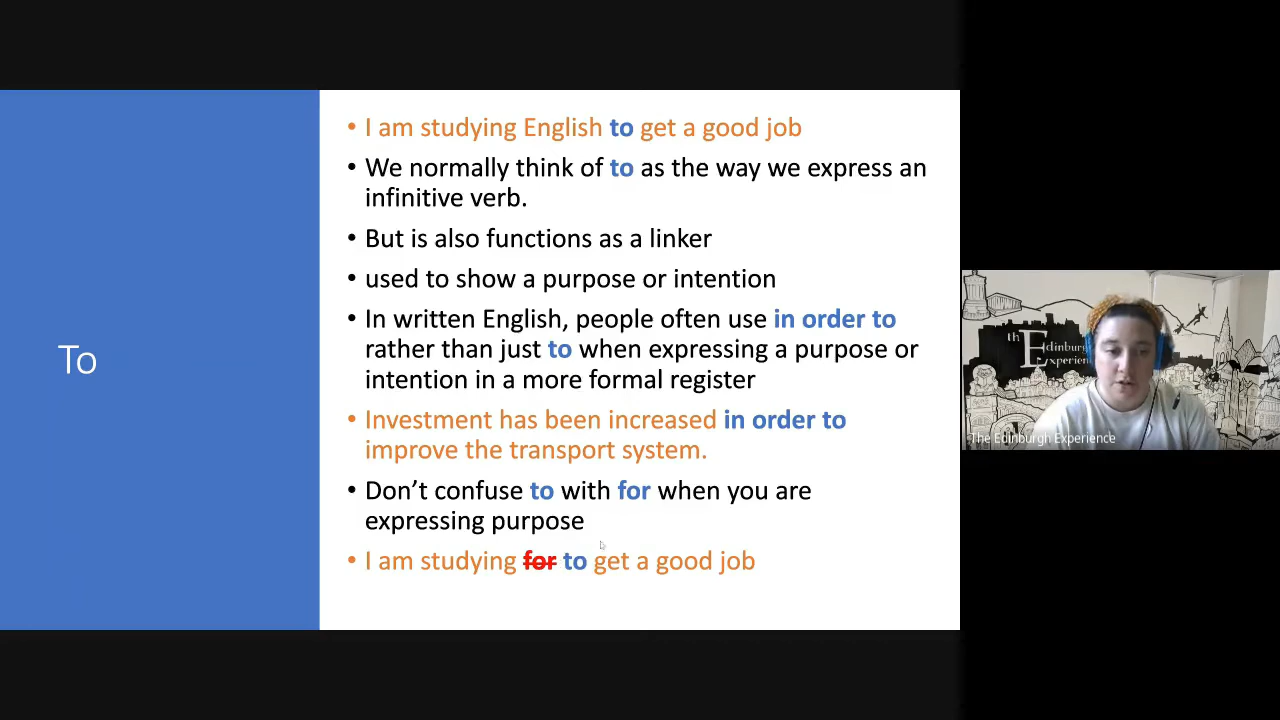 To
• I am studying English to get a good job
• We normally think of to as the way we express an
infinitive verb.
• But is also functions as a linker
• used to show a purpose or intention
• In written English, people often use in order to
rather than just to when expressing a purpose or
intention in a more formal register
• Investment has been increased in order to
improve the transport system.
• Don’t confuse to with for when you are
expressing purpose
• I am studying for to get a good job
th Edinburgh
Experience
The Edinburgh Experience